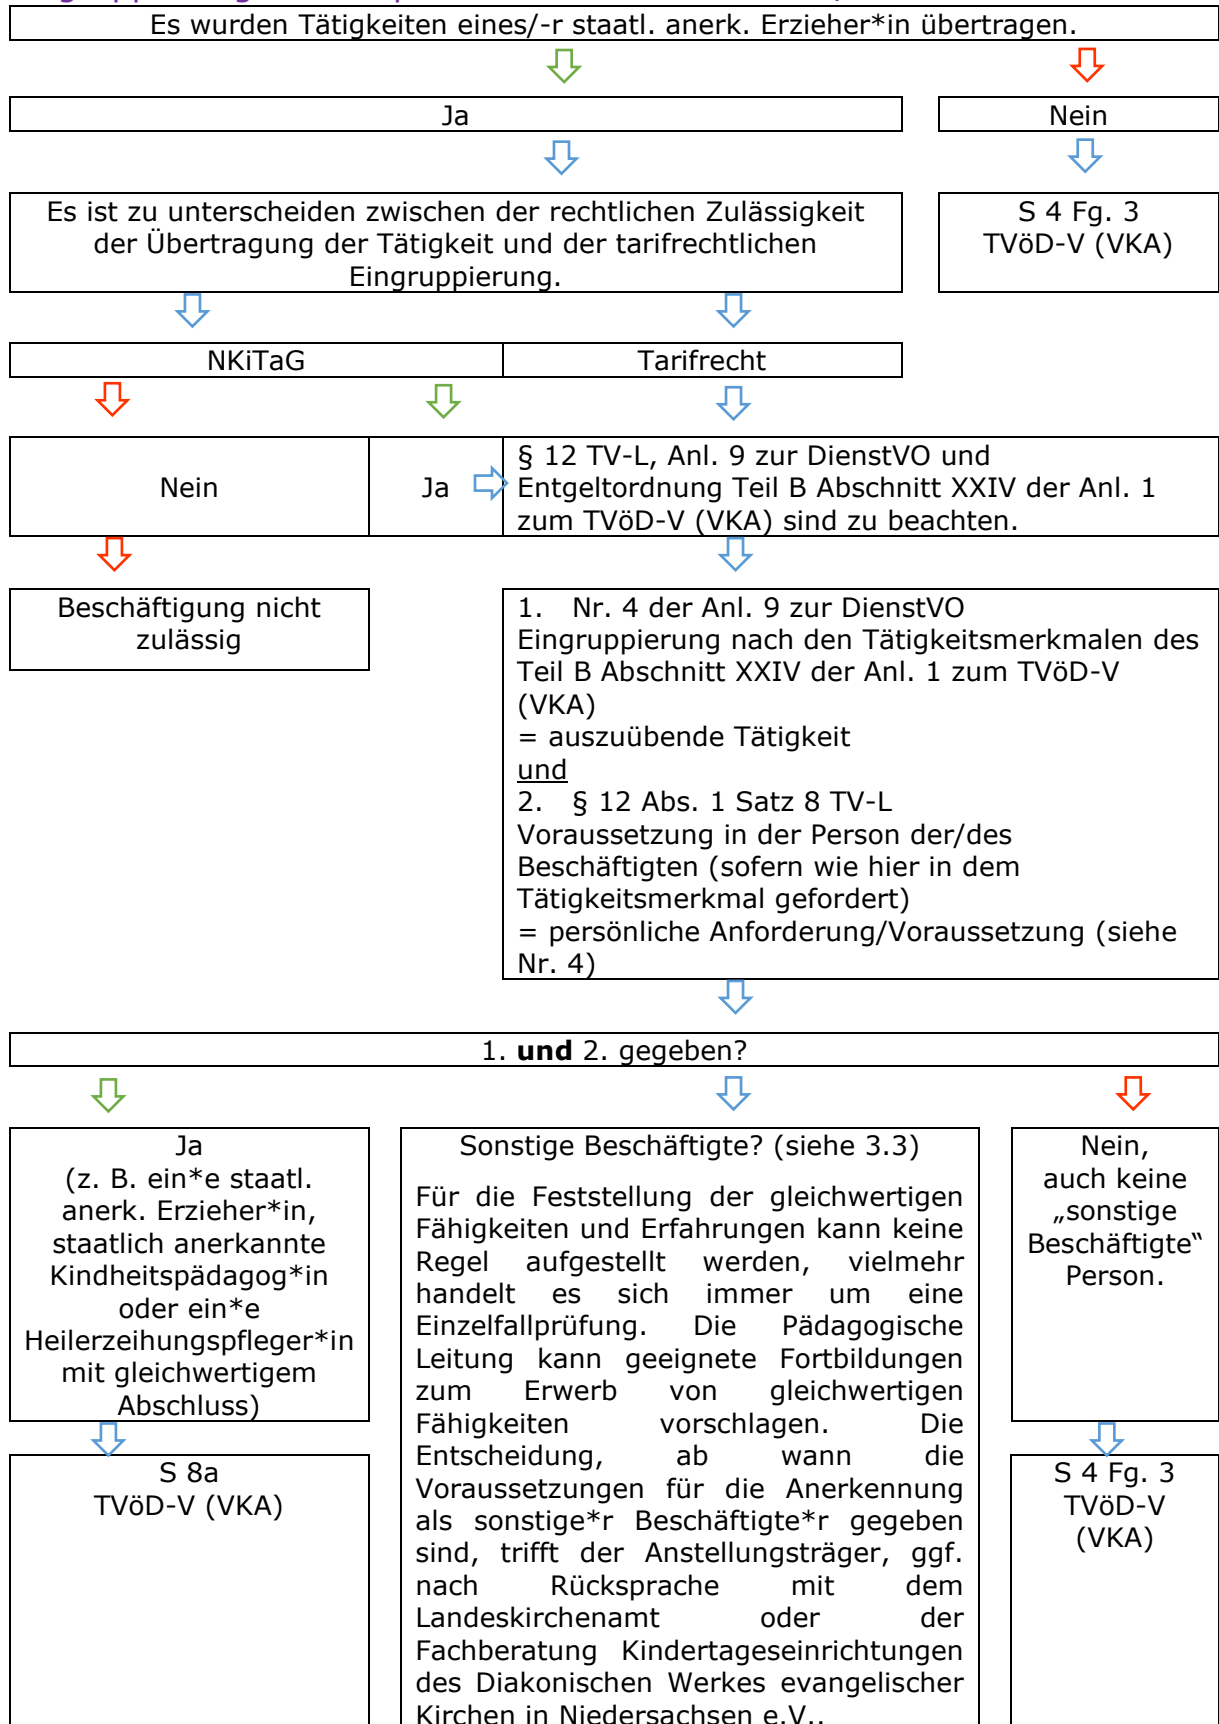 Es wurden Tätigkeiten eines/-r staatl. anerk. Erzieher*in übertragen.
Ja
Nein
Es ist zu unterscheiden zwischen der rechtlichen Zulässigkeit
der Übertragung der Tätigkeit und der tarifrechtlichen
Eingruppierung.
S 4 Fg. 3
TVöD-V (VKA)
NKiTaG
Tarifrecht
Nein
Ja
§ 12 TV-L, Anl. 9 zur DienstVO und
Entgeltordnung Teil B Abschnitt XXIV der Anl. 1
zum TVöD-V (VKA) sind zu beachten.
Beschäftigung nicht
zulässig
1. Nr. 4 der Anl. 9 zur DienstVO
Eingruppierung nach den Tätigkeitsmerkmalen des
Teil B Abschnitt XXIV der Anl. 1 zum TVöD-V
(VKA)
= auszuübende Tätigkeit
und
2. § 12 Abs. 1 Satz 8 TV-L
Voraussetzung in der Person der/des
Beschäftigten (sofern wie hier in dem
Tätigkeitsmerkmal gefordert)
= persönliche Anforderung/Voraussetzung (siehe
Nr. 4)
1. und 2. gegeben?
Ja
(z. B. ein*e staatl.
anerk. Erzieher*in,
staatlich anerkannte
Kindheitspädagog*in
oder ein*e
Heilerzeihungspfleger*in
mit gleichwertigem
Abschluss)
S 8a
TVöD-V (VKA)
Sonstige Beschäftigte? (siehe 3.3)
Für die Feststellung der gleichwertigen
Fähigkeiten und Erfahrungen kann keine
Regel aufgestellt werden, vielmehr
handelt es sich immer um eine
Einzelfallprüfung. Die Pädagogische
Leitung kann geeignete Fortbildungen
zum Erwerb von gleichwertigen
Fähigkeiten vorschlagen. Die
Entscheidung, ab wann die
Voraussetzungen für die Anerkennung
als sonstige*r Beschäftigte*r gegeben
sind, trifft der Anstellungsträger, ggf.
nach Rücksprache mit dem
Landeskirchenamt oder der
Fachberatung Kindertageseinrichtungen
des Diakonischen Werkes evangelischer
Kirchen in Niedersachsen e.V..
Nein,
auch keine
„sonstige
Beschäftigte“
Person.
S 4 Fg. 3
TVöD-V
(VKA)